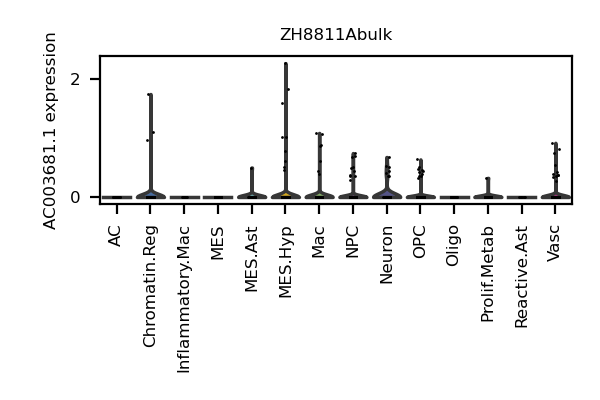 ZH8811Abulk
AC003681.1 expression
2
0
AC
Chromatin.Reg
Inflammatory.Mac
MES
MES.Ast
MES.Hyp
Mac
NPC
Neuron
OPC
Oligo
Prolif.Metab
Reactive.Ast
Vasc